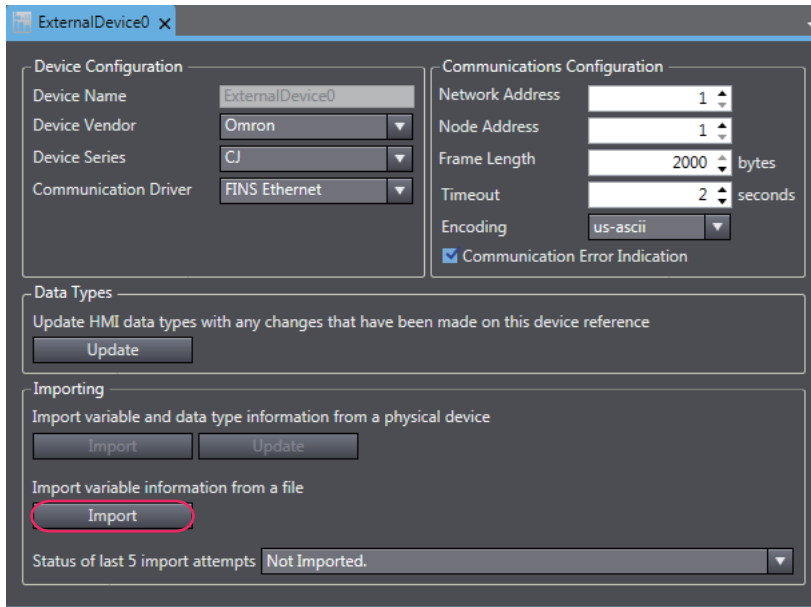 ExternalDevice0
Device Configuration
Device Name ExternalDevice0
Device Vendor Omron
Device Series CJ
Communication Driver FINS Ethernet
Communications Configuration
Network Address 1
Node Address 1
Frame Length 2000 bytes
Timeout 2 seconds
Encoding us-ascii
Communication Error Indication
Data Types
Update HMI data types with any changes that have been made on this device reference
Update
Importing
Import variable and data type information from a physical device
Import Update
Import variable information from a file
Import
Status of last 5 import attempts Not Imported.